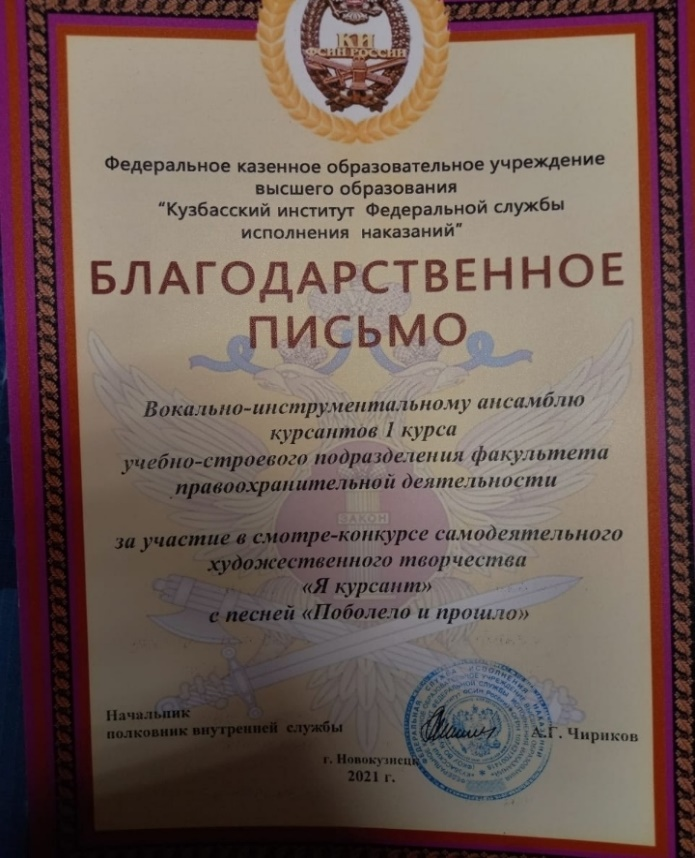 КИ
ФСИН РОССИИ
Федеральное казенное образовательное учреждение
высшего образования
"Кузбасский институт Федеральной службы
исполнения наказаний"
БЛАГОДАРСТВЕННОЕ
ПИСЬМО
Вокально-инструментальному ансамблю
курсантов 1 курса
учебно-строевого подразделения факультета
правоохранительной деятельности
ЗАКОН
за участие в смотре-конкурсе самодеятельного
художественного творчества
«Я курсант»
с песней «Поболело и прошло»
Начальник
полковник внутренней службы
А.Г. Чириков
г. Новокузнецк
2021 г.